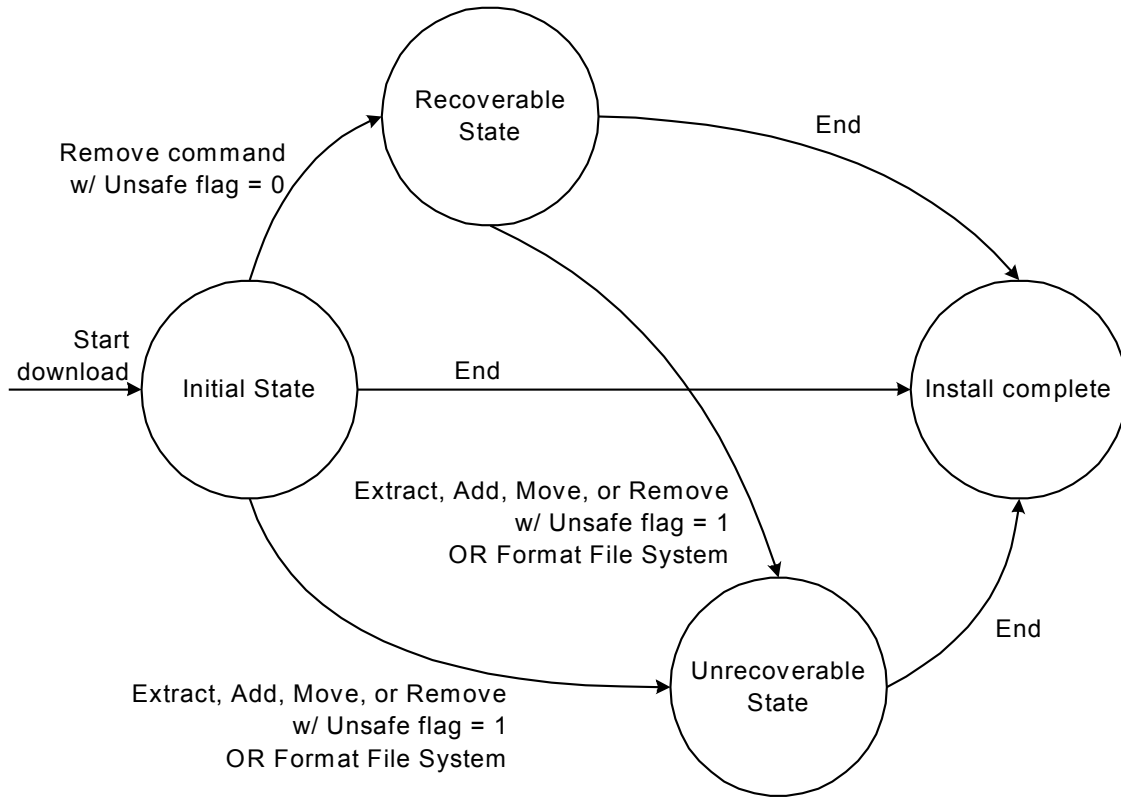 Recoverable
State
End
Remove command
w/ Unsafe flag = 0
Start
download
Initial State
End
Install complete
Extract, Add, Move, or Remove
w/ Unsafe flag = 1
OR Format File System
End
Unrecoverable
State
Extract, Add, Move, or Remove
w/ Unsafe flag = 1
OR Format File System